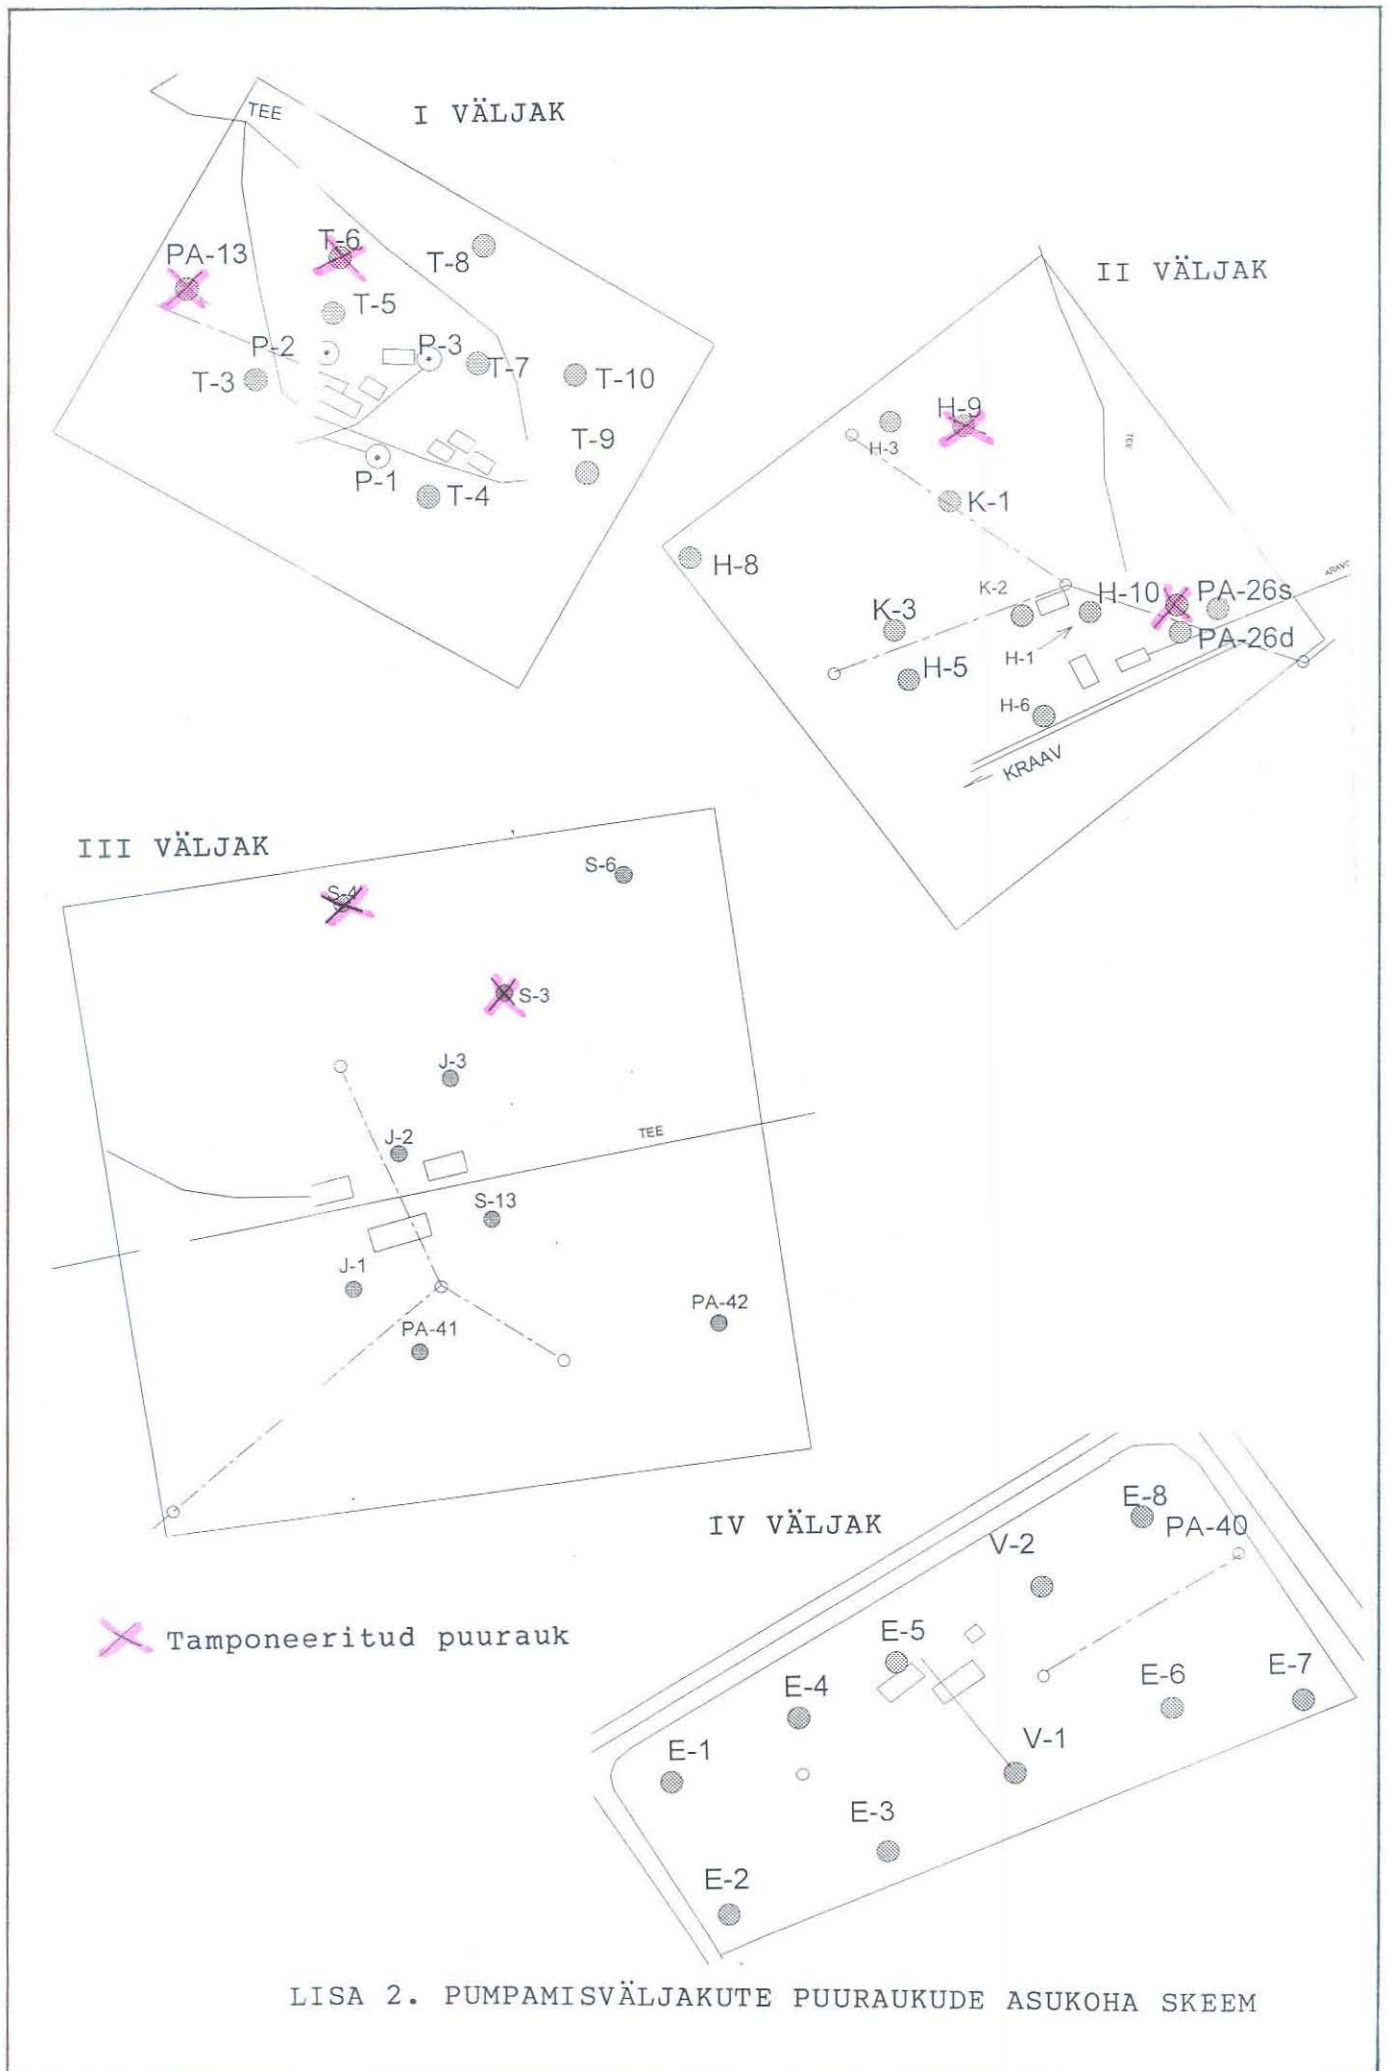 I VÄLJAK
TEE
PA-13
T-6
T-8
T-5
P-2
P-3
T-3
T-7
T-10
T-9
P-1
T-4
II VÄLJAK
H-9
H-3
TEE
K-1
H-8
K-2
H-10
PA-26s
K-3
PA-26d
H-1
H-5
H-6
KRAAV
III VÄLJAK
S-6
S-4
S-3
J-3
J-2
TEE
S-13
J-1
PA-42
PA-41
IV VÄLJAK
E-8
PA-40
V-2
E-5
E-4
E-6
E-7
E-1
V-1
E-3
E-2
Tamponeeritud puurauk
LISA 2. PUMPAMISVÄLJAKUTE PUURAUKUDE ASUKOHA SKEEM